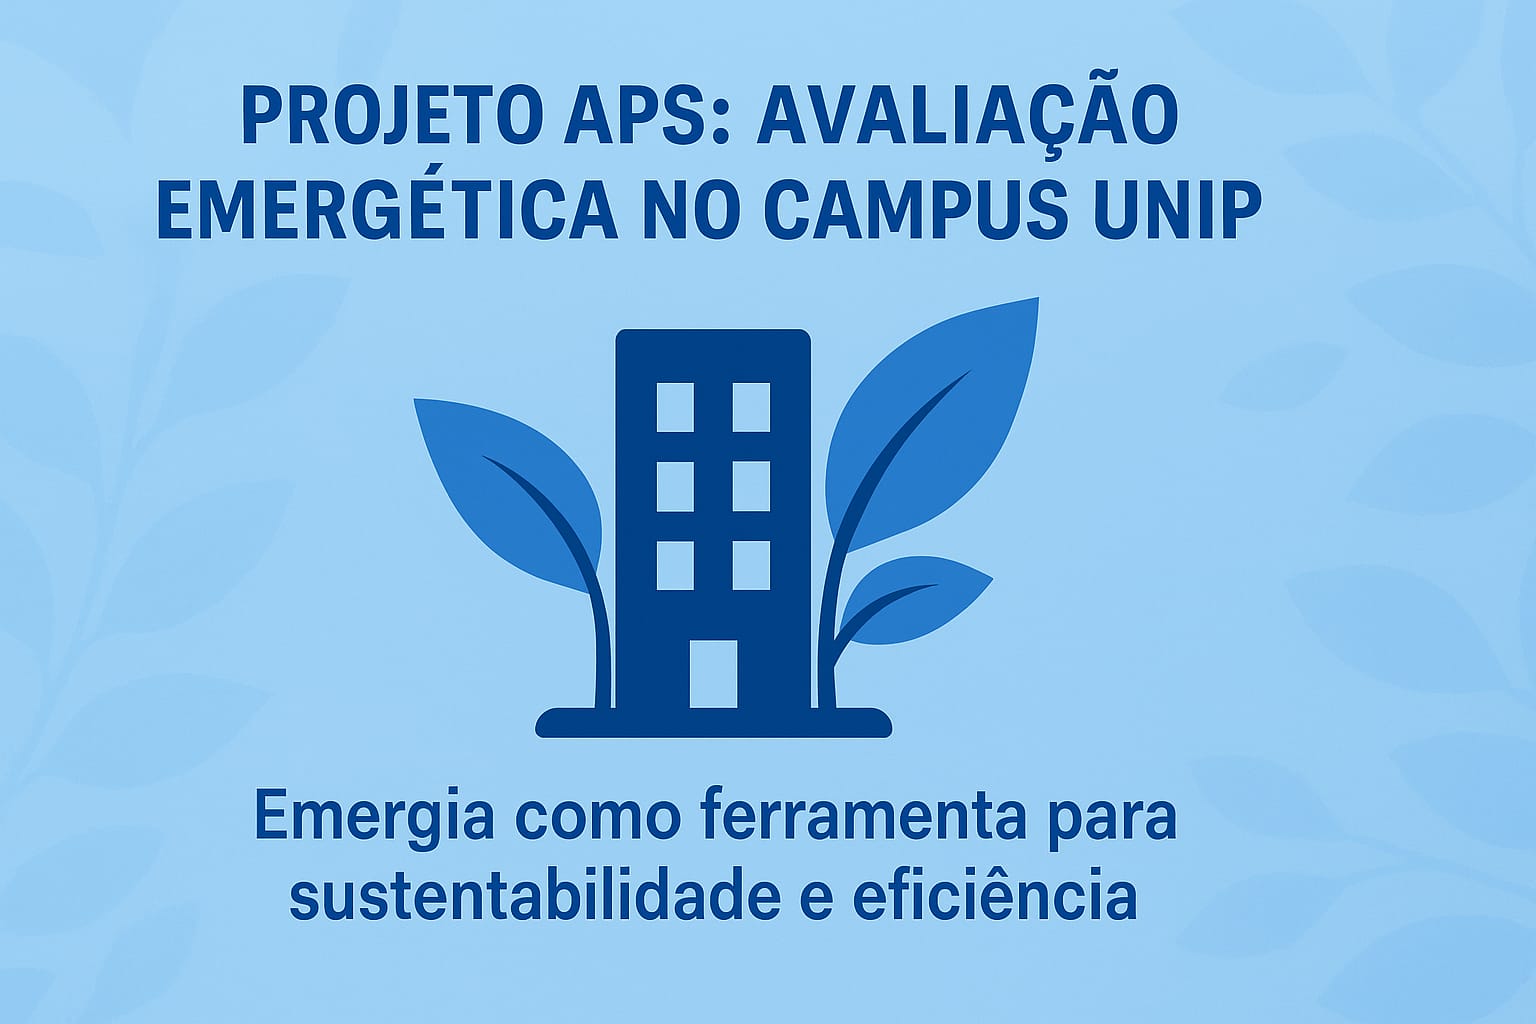 PROJETO APS: AVALIAÇÃO
EMERGÉTICA NO CAMPUS UNIP
Emergia como ferramenta para
sustentabilidade e eficiência